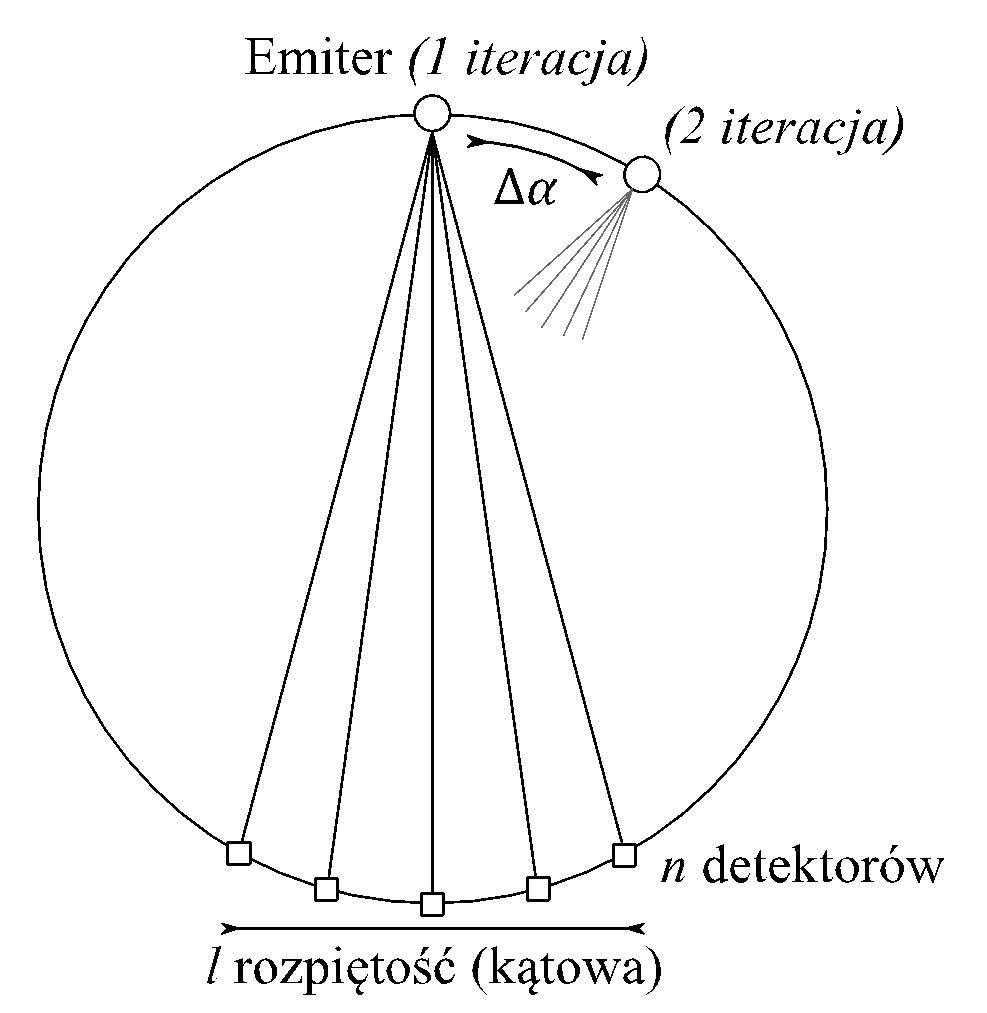 Emiter (1 iteracja)
(2 iteracja)
Δα
n detektorów
l rozpiętość (kątowa)